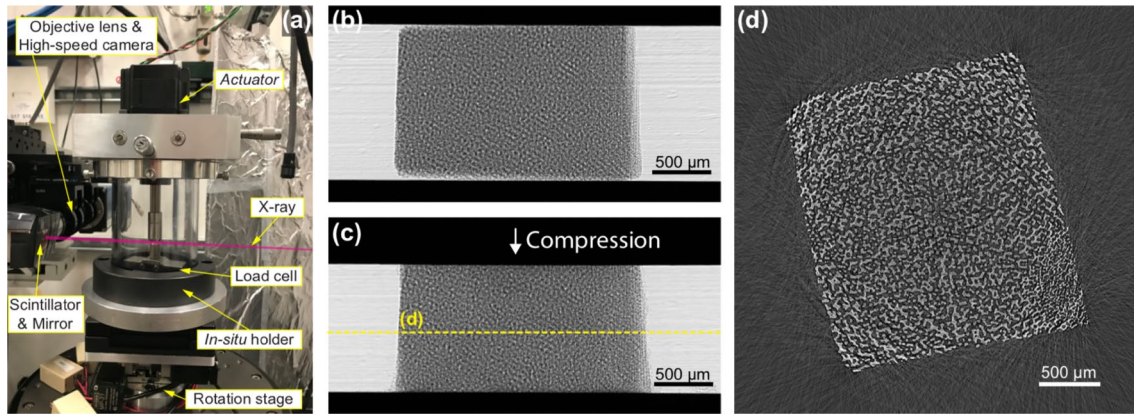 (a)
Objective lens &
High-speed camera
Actuator
X-ray
Load cell
Scintillator
& Mirror
In-situ holder
Rotation stage
(b)
500 µm
(c)
Compression
(d)
500 µm
(d)
500 µm